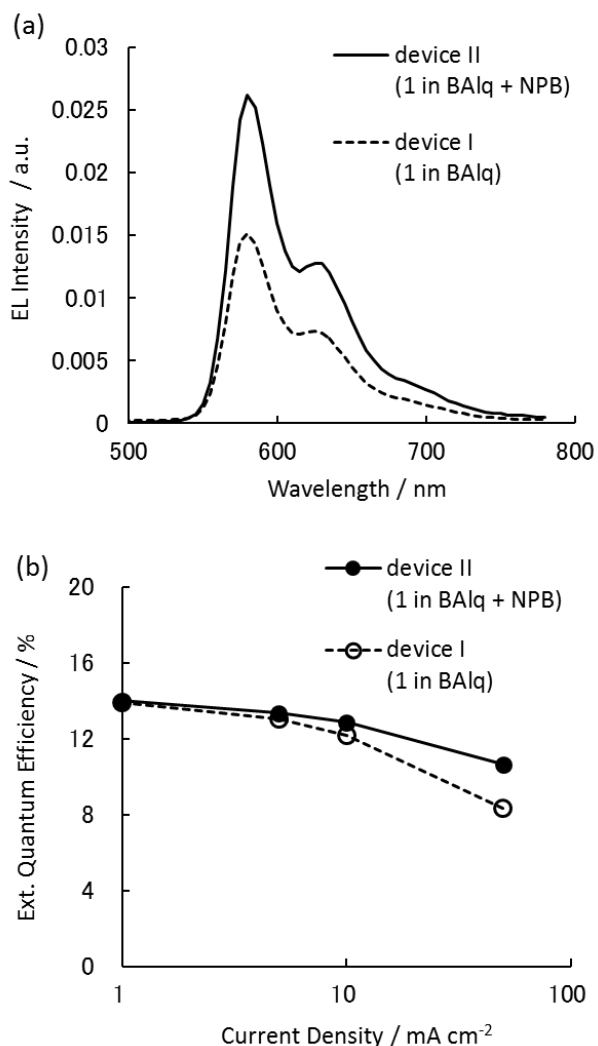 (a)
device II
(1 in BAlq + NPB)
device I
(1 in BAlq)
0.03
0.025
0.02
0.015
0.01
0.005
0
EL Intensity / a.u.
500
600
700
800
Wavelength / nm
(b)
device II
(1 in BAlq + NPB)
device I
(1 in BAlq)
20
16
12
8
4
0
Ext. Quantum Efficiency / %
1
10
100
Current Density / mA cm⁻²